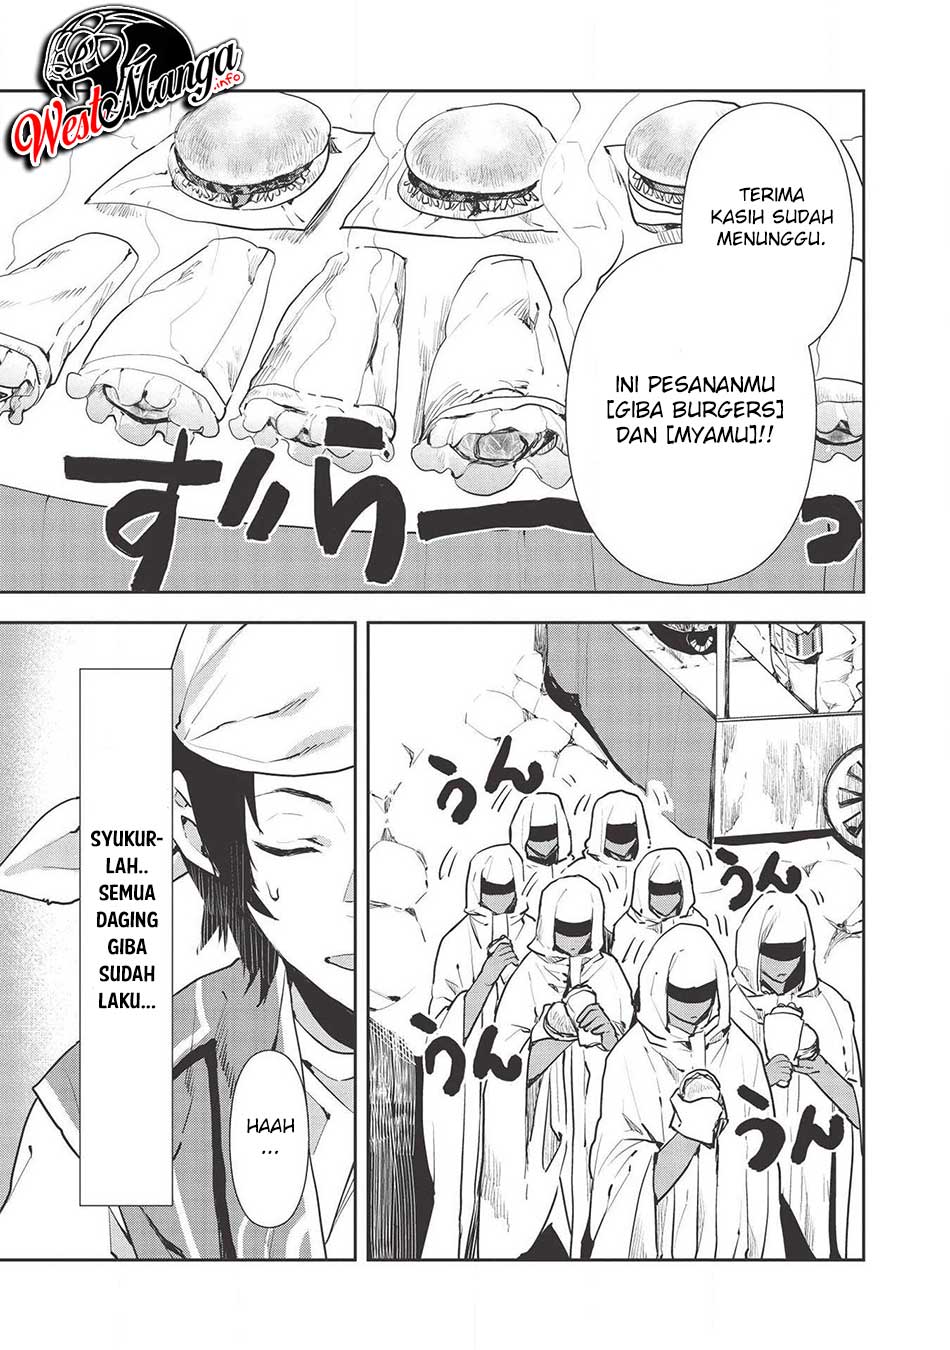 WestManga
.info
TERIMA
KASIH SUDAH
MENUNGGU.
INI PESANANMU
[GIBA BURGERS]
DAN [MYAMU]!!
ずらーっ
うん
うん
うん
うん
SYUKUR-
LAH..
SEMUA
DAGING
GIBA
SUDAH
LAKU...
HAAH
...